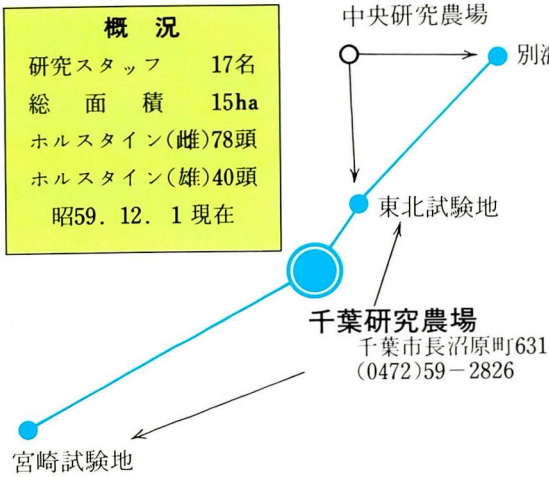 概況
研究スタッフ 17名
総面積 15ha
ホルスタイン(雌)78頭
ホルスタイン(雄)40頭
昭59. 12. 1 現在
中央研究農場
東北試験地
千葉研究農場
千葉市長沼原町631
(0472)59－2826
宮崎試験地